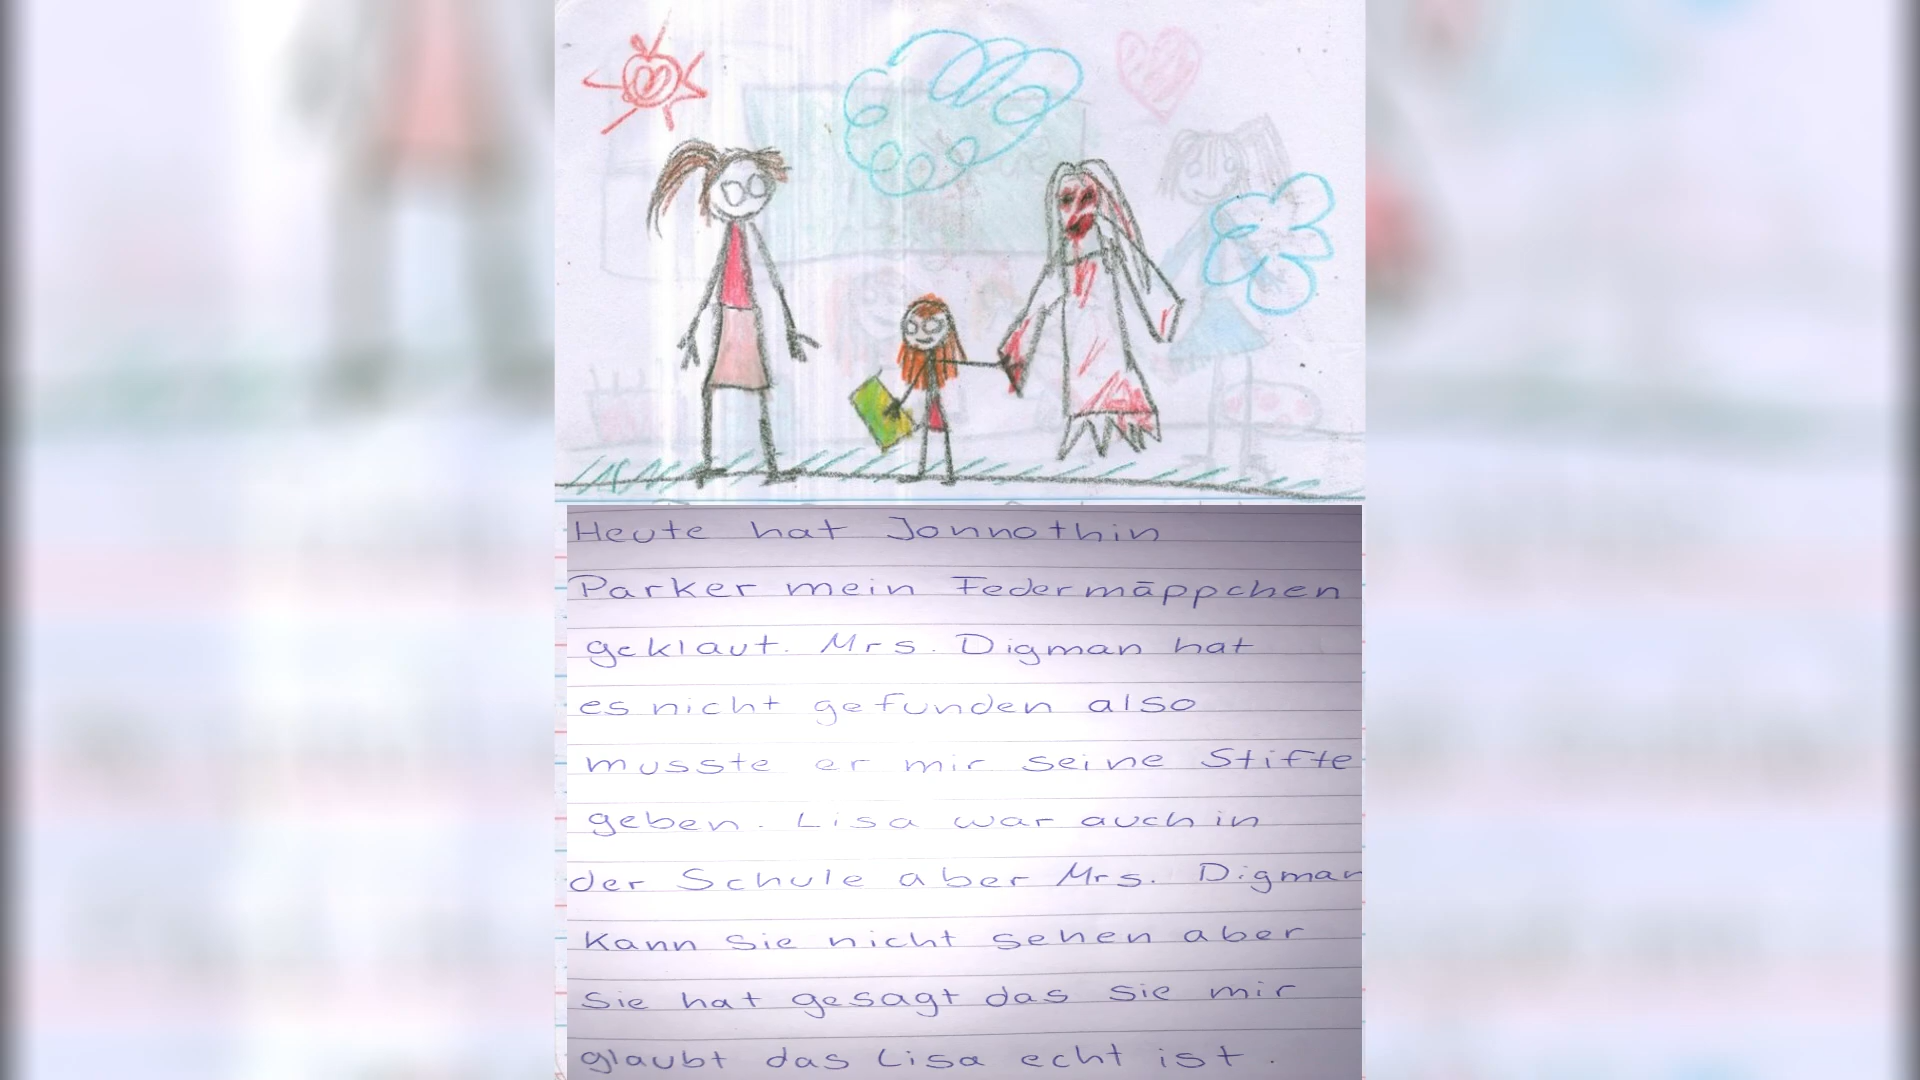 Heute hat Jonnothin
Parker mein Federmäppchen
geklaut. Mrs. Digman hat
es nicht gefunden also
musste er mir seine Stifte
geben. Lisa war auch in
der Schule aber Mrs. Digman
kann sie nicht sehen aber
sie hat gesagt das sie mir
glaubt das Lisa echt ist.